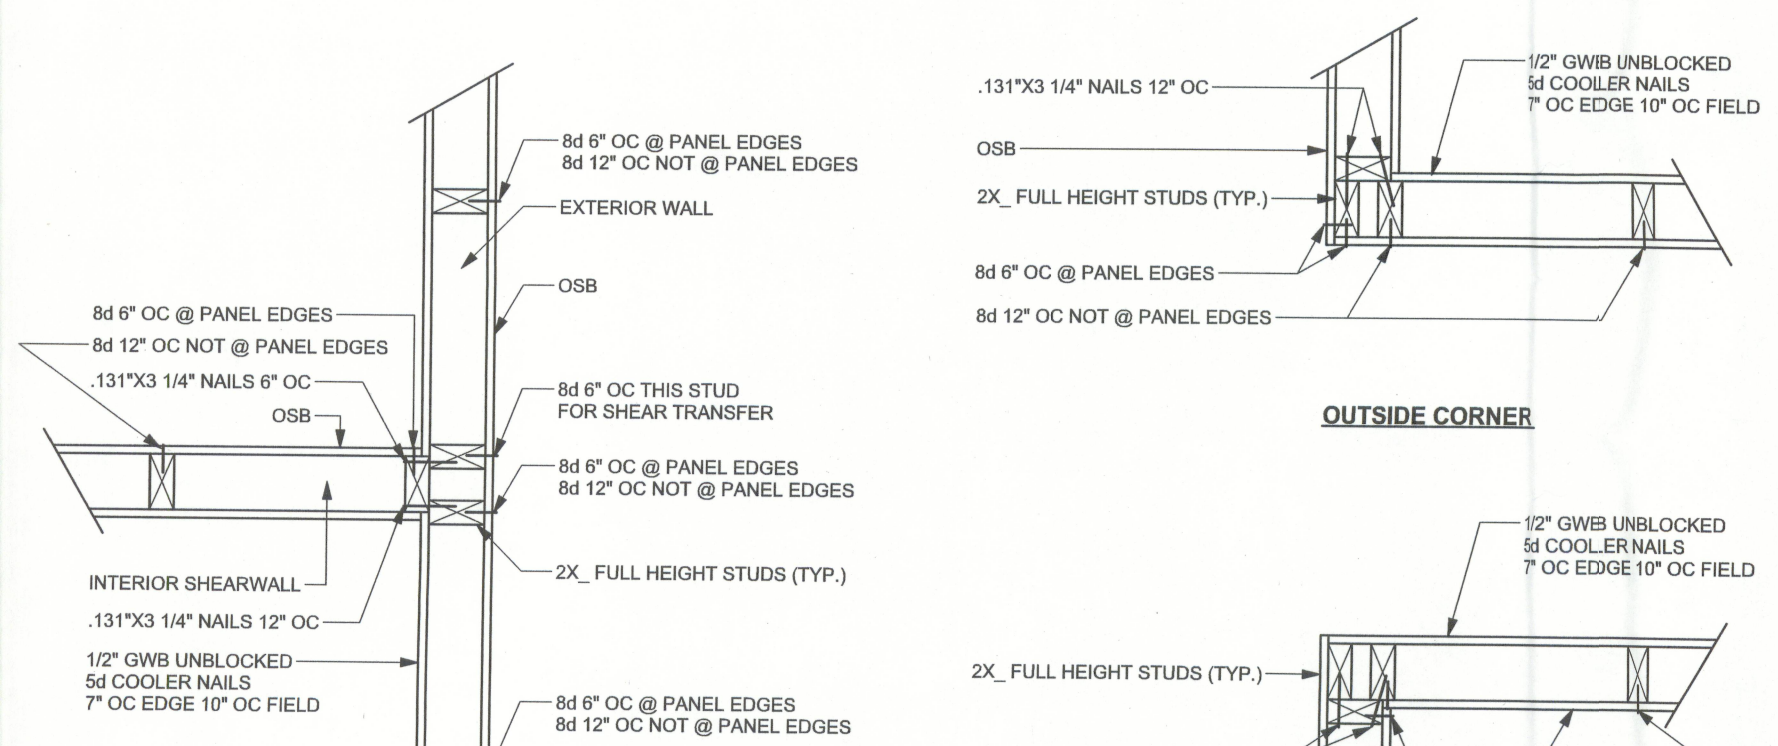 8d 6" OC @ PANEL EDGES
8d 12" OC NOT @ PANEL EDGES
EXTERIOR WALL
OSB
8d 6" OC @ PANEL EDGES
8d 12" OC NOT @ PANEL EDGES
.131"X3 1/4" NAILS 6" OC
OSB
8d 6" OC THIS STUD
FOR SHEAR TRANSFER
8d 6" OC @ PANEL EDGES
8d 12" OC NOT @ PANEL EDGES
2X_ FULL HEIGHT STUDS (TYP.)
INTERIOR SHEARWALL
.131"X3 1/4" NAILS 12" OC
1/2" GWB UNBLOCKED
5d COOLER NAILS
7" OC EDGE 10" OC FIELD
8d 6" OC @ PANEL EDGES
8d 12" OC NOT @ PANEL EDGES
.131"X3 1/4" NAILS 12" OC
OSB
2X_ FULL HEIGHT STUDS (TYP.)
8d 6" OC @ PANEL EDGES
8d 12" OC NOT @ PANEL EDGES
1/2" GWB UNBLOCKED
5d COOLER NAILS
7" OC EDGE 10" OC FIELD
OUTSIDE CORNER
1/2" GWB UNBLOCKED
5d COOLER NAILS
7" OC EDGE 10" OC FIELD
2X_ FULL HEIGHT STUDS (TYP.)